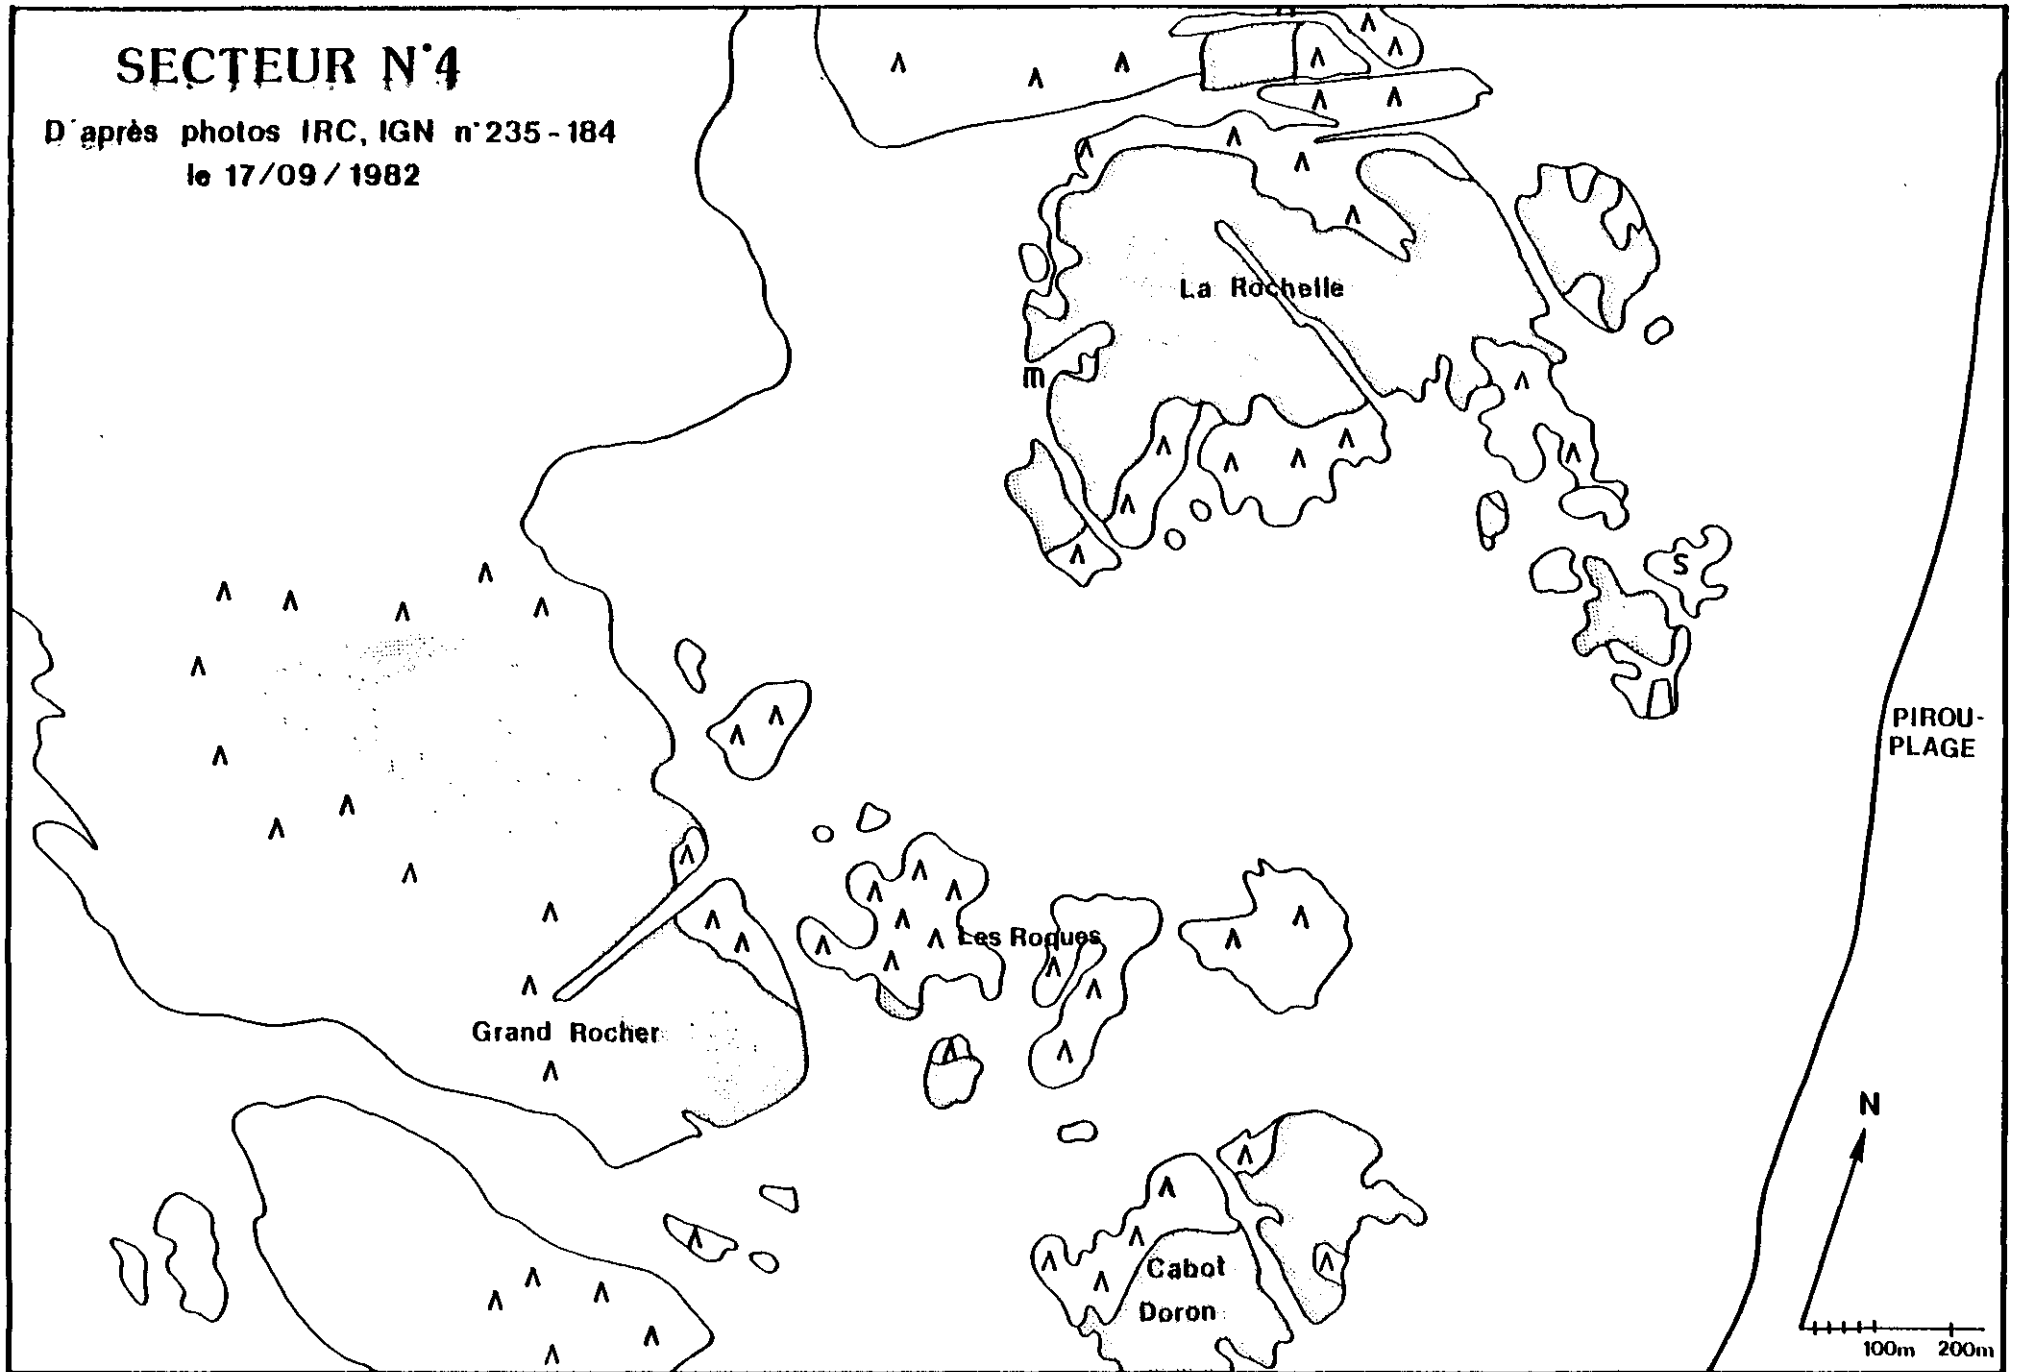 SECTEUR N°4
D'après photos IRC, IGN n°235-184
le 17/09/1982
La Rochelle
m
S
PIROU-
PLAGE
Les Roques
Grand Rocher
N
Cabot
Doron
100m 200m